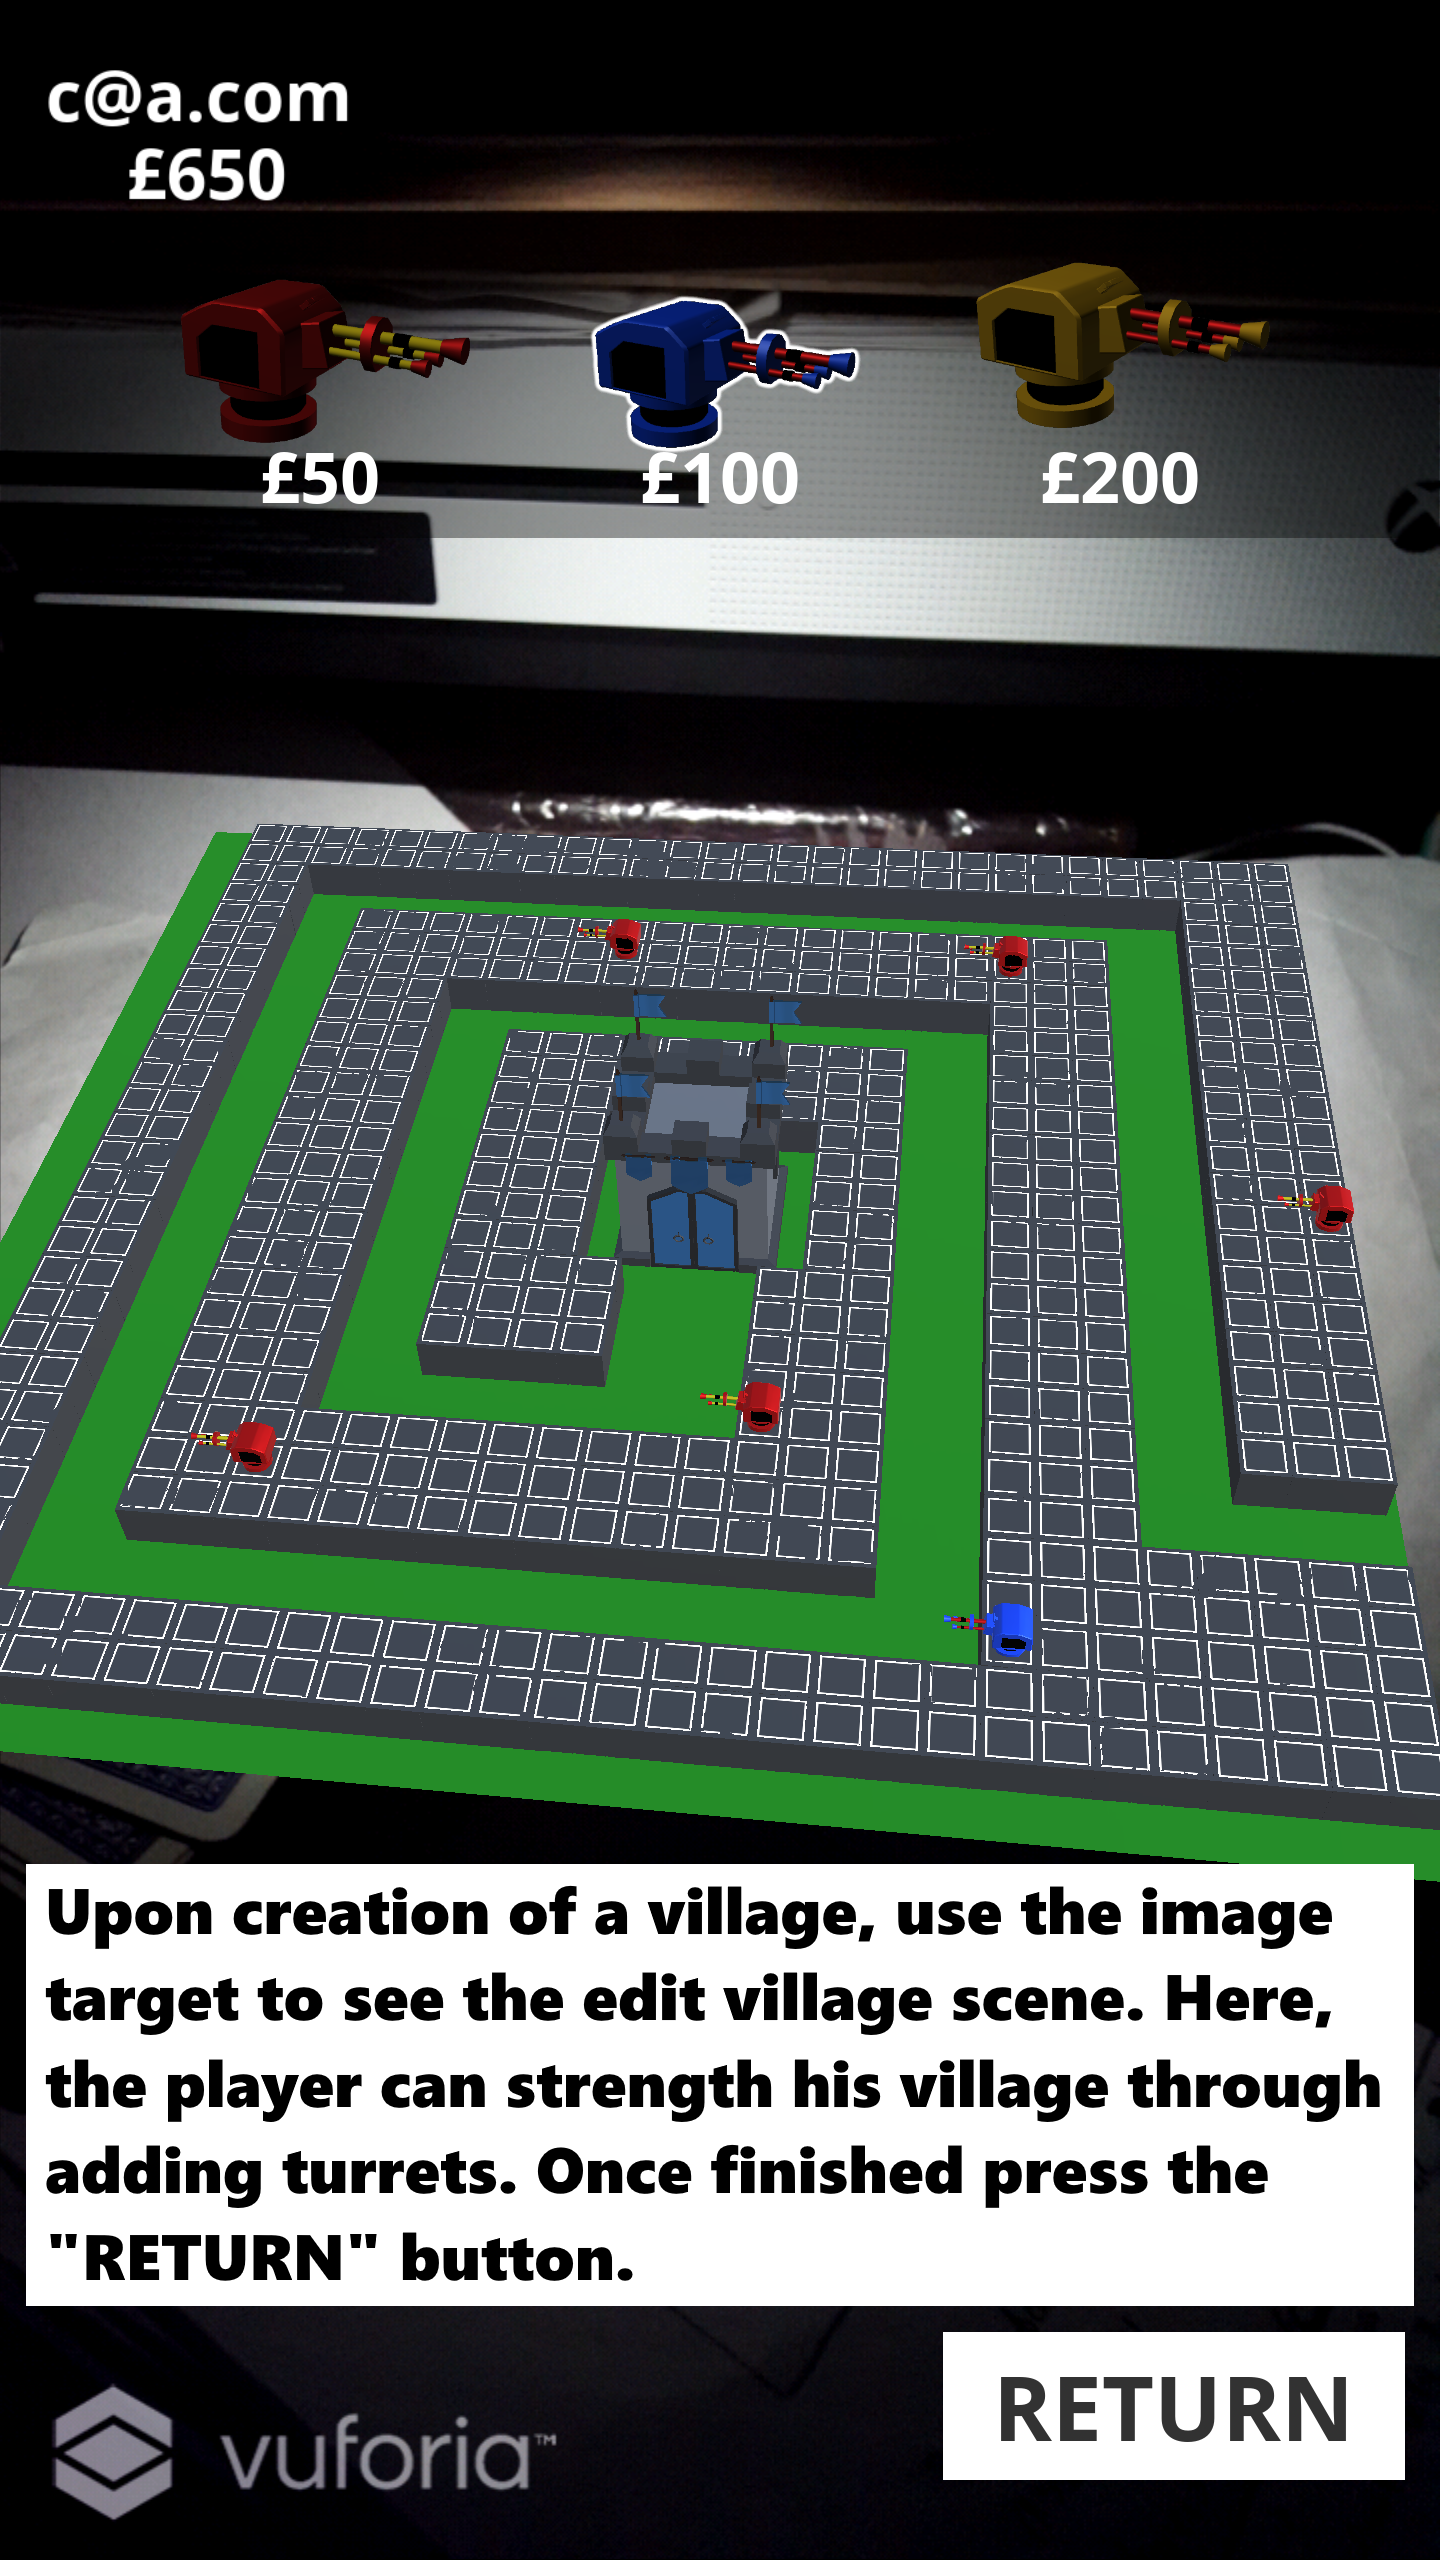 c@a.com
£650
£50 £100 £200
Upon creation of a village, use the image
target to see the edit village scene. Here,
the player can strength his village through
adding turrets. Once finished press the
"RETURN" button.
RETURN
vuforia™